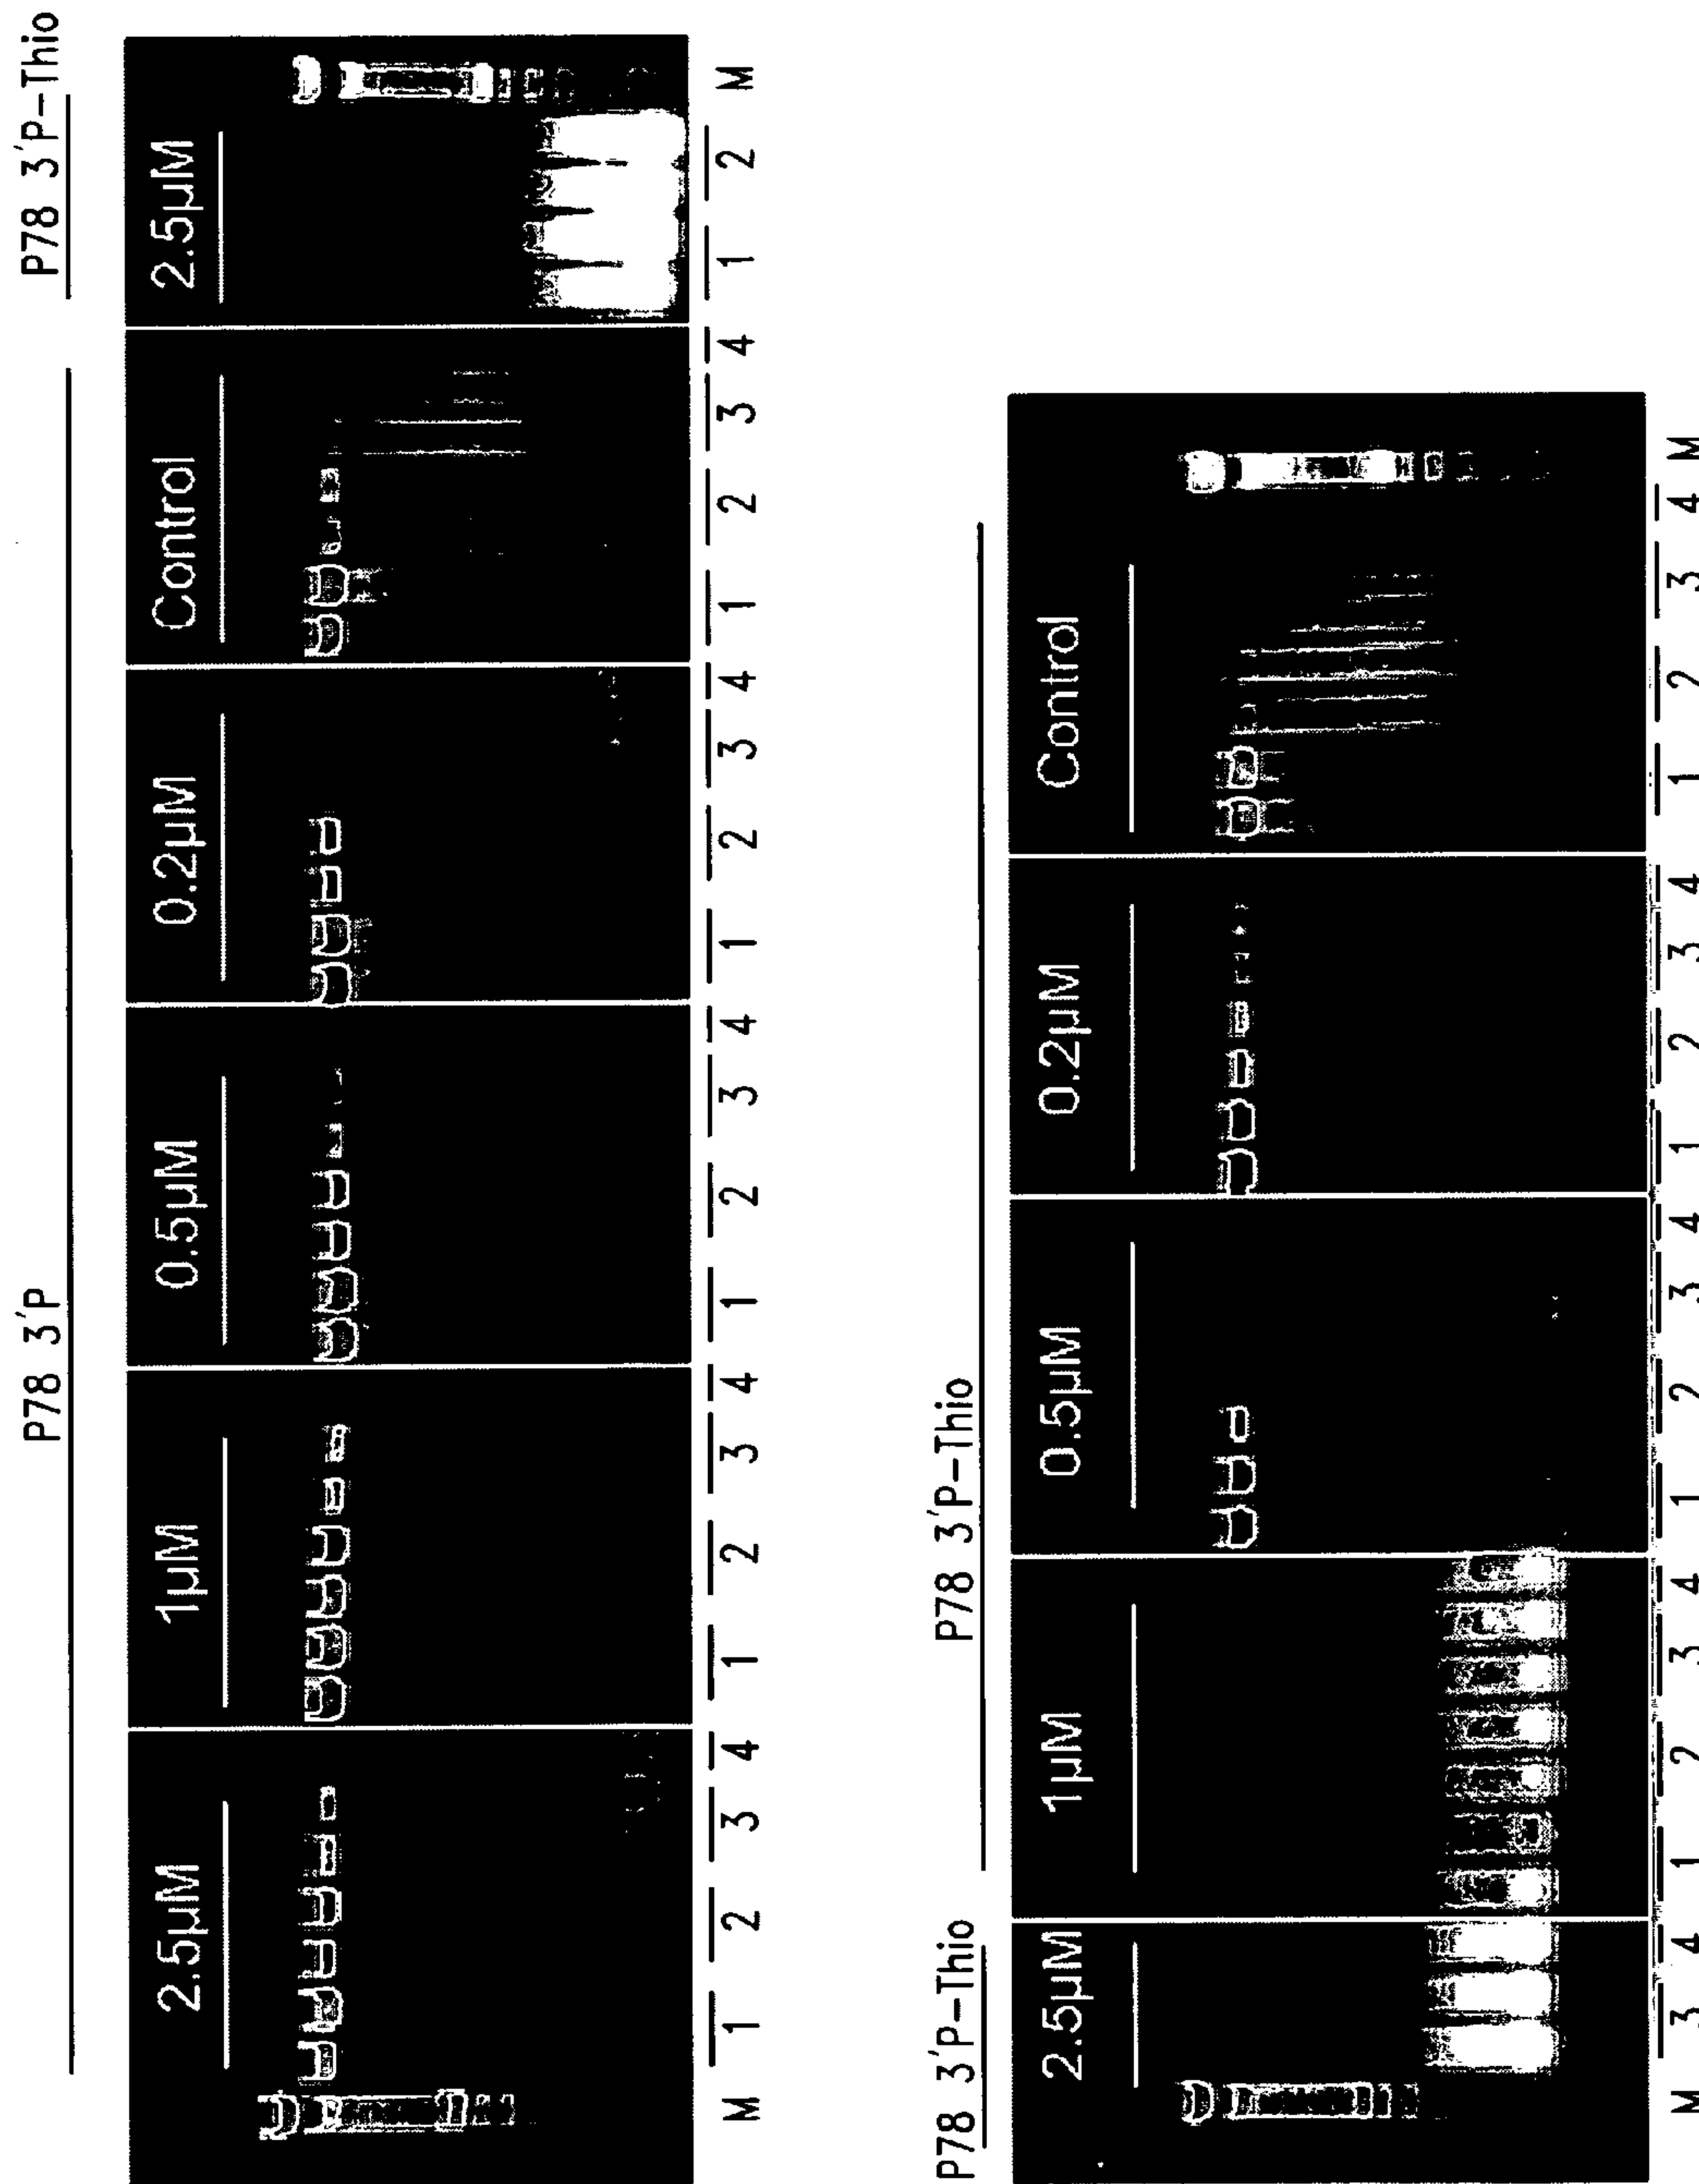 P78 3'P P78 3'P-Thio
2.5µM 1µM 0.5µM 0.2µM Control 2.5µM
M 1 2 3 4 1 2 3 4 1 2 3 4 1 2 3 4 1 2 3 4 1 2 M
P78 3'P-Thio P78 3'P-Thio
2.5µM 1µM 0.5µM 0.2µM Control
M 3 4 1 2 3 4 1 2 3 4 1 2 3 4 1 2 3 4 M